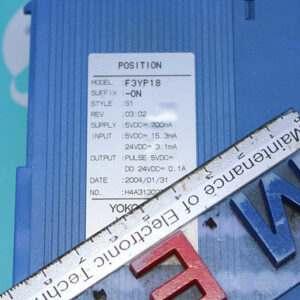 POSITION
MODEL :F3YP18
SUFFIX :-0N
STYLE :S1
REV :03:02
SUPPLY :5VDC= 700mA
INPUT :5VDC= 15.3mA
24VDC= 3.1mA
OUTPUT :PULSE 5VDC=
DO 24VDC= 0.1A
DATE :2004/01/31
NO. :H4A3130
YOKO
Maintenance of Electronic Techn
W
E